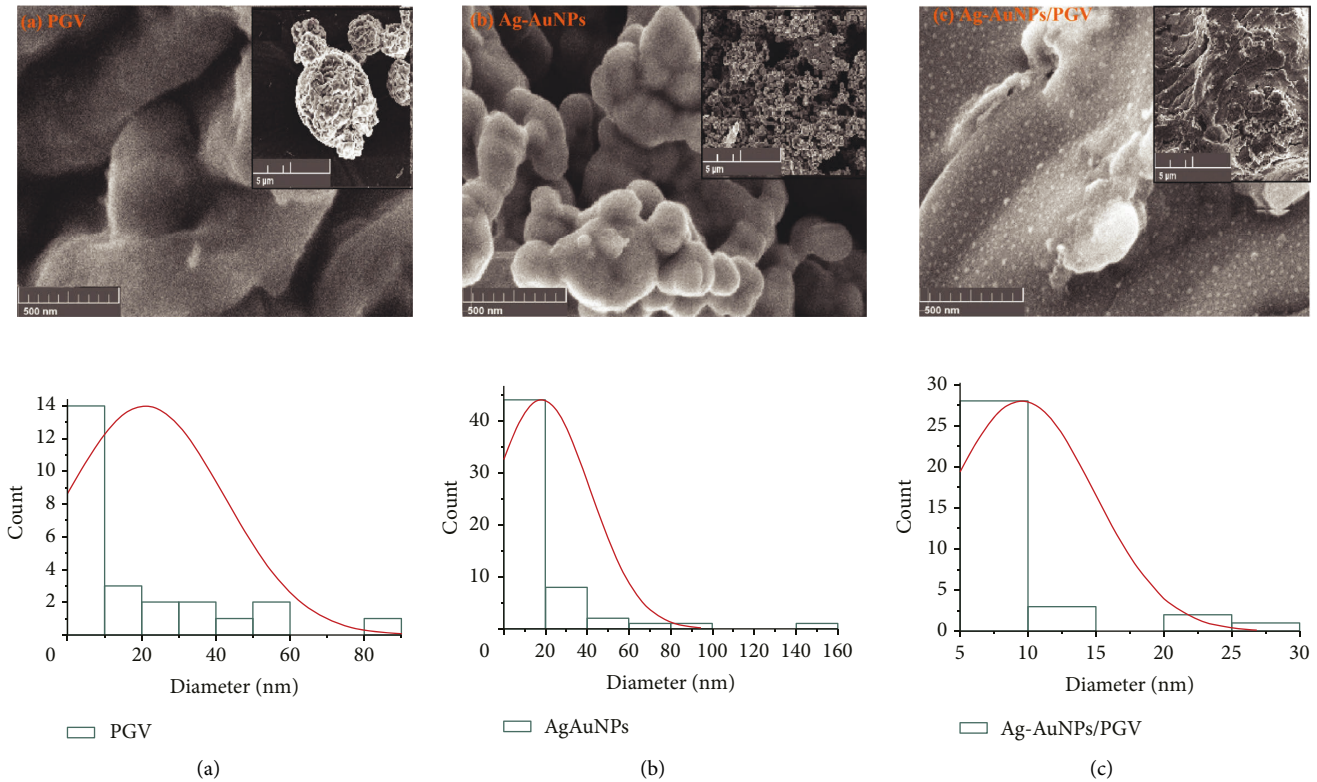 (a) PGV
5 μm
500 nm
(b) Ag-AuNPs
5 μm
500 nm
(c) Ag-AuNPs/PGV
5 μm
500 nm
14
12
10
8
6
4
2
0
20
40
60
80
Count
Diameter (nm)
PGV
(a)
40
30
20
10
0
20
40
60
80
100
120
140
160
Count
Diameter (nm)
AgAuNPs
(b)
30
25
20
15
10
5
0
5
10
15
20
25
30
Count
Diameter (nm)
Ag-AuNPs/PGV
(c)